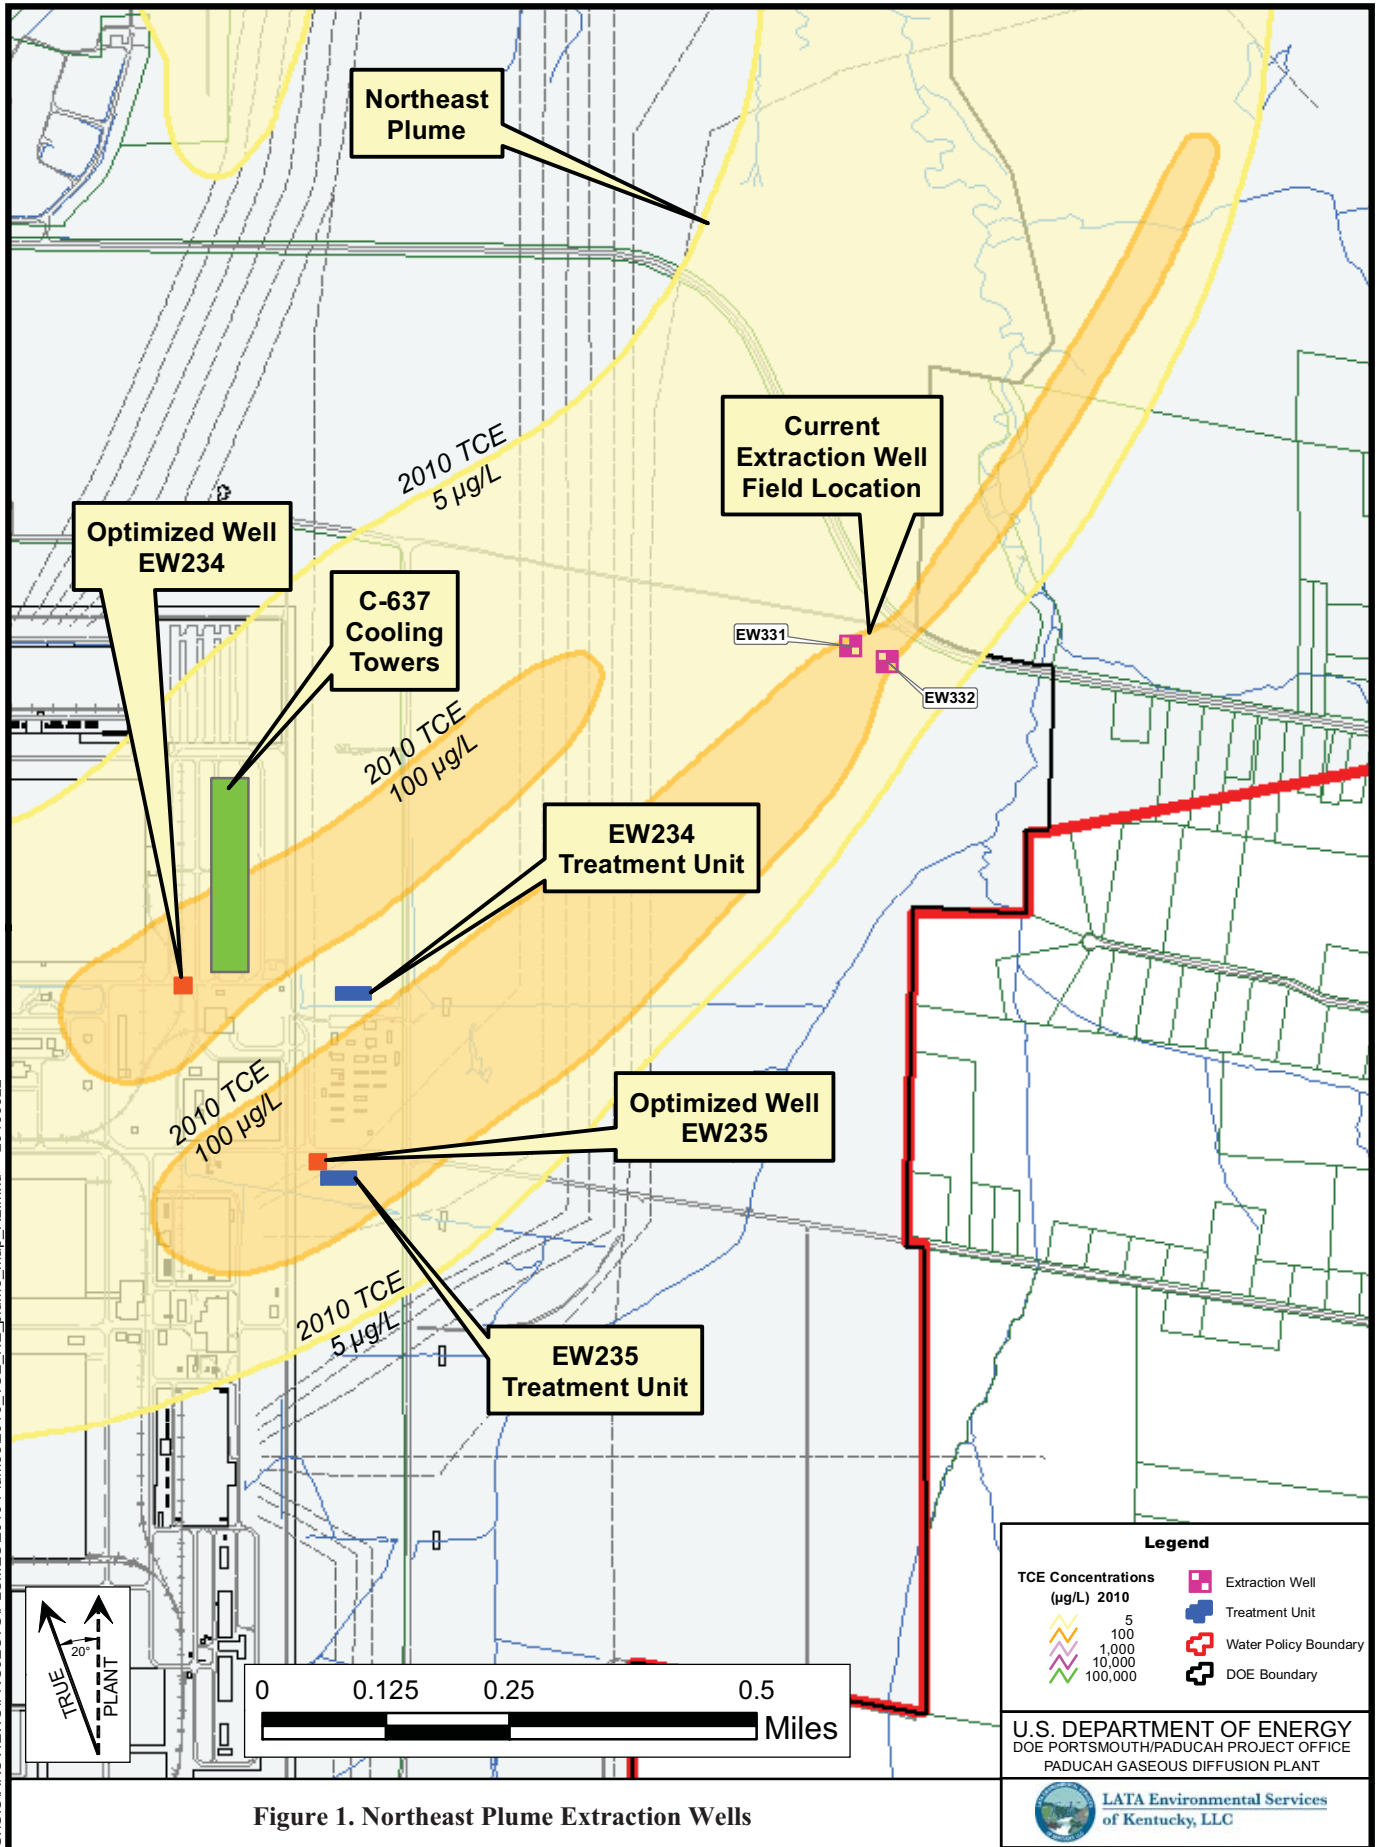 Northeast
Plume
2010 TCE
5 µg/L
Current
Extraction Well
Field Location
Optimized Well
EW234
C-637
Cooling
Towers
EW331
EW332
2010 TCE
100 µg/L
EW234
Treatment Unit
2010 TCE
100 µg/L
Optimized Well
EW235
2010 TCE
5 µg/L
EW235
Treatment Unit
TRUE
20°
PLANT
0 0.125 0.25 0.5
Miles
Legend
TCE Concentrations
(µg/L) 2010
5
100
1,000
10,000
100,000
Extraction Well
Treatment Unit
Water Policy Boundary
DOE Boundary
U.S. DEPARTMENT OF ENERGY
DOE PORTSMOUTH/PADUCAH PROJECT OFFICE
PADUCAH GASEOUS DIFFUSION PLANT
LATA Environmental Services
of Kentucky, LLC
Figure 1. Northeast Plume Extraction Wells